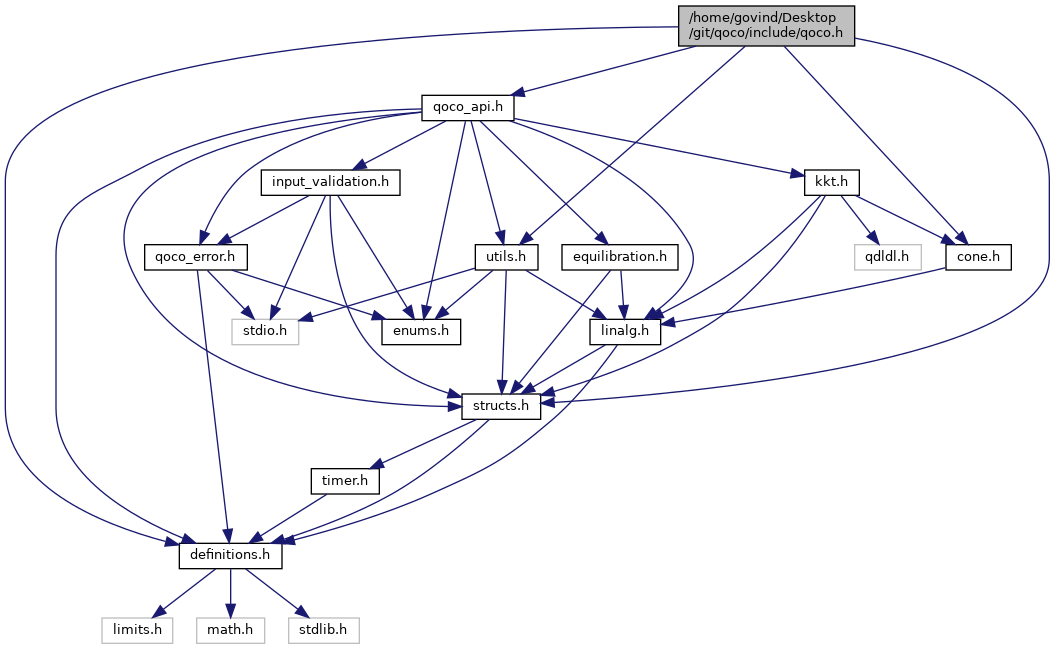 /home/govind/Desktop
/git/qoco/include/qoco.h
qoco_api.h
input_validation.h
kkt.h
qoco_error.h
utils.h
equilibration.h
qdldl.h
cone.h
stdio.h
enums.h
linalg.h
structs.h
timer.h
definitions.h
limits.h
math.h
stdlib.h